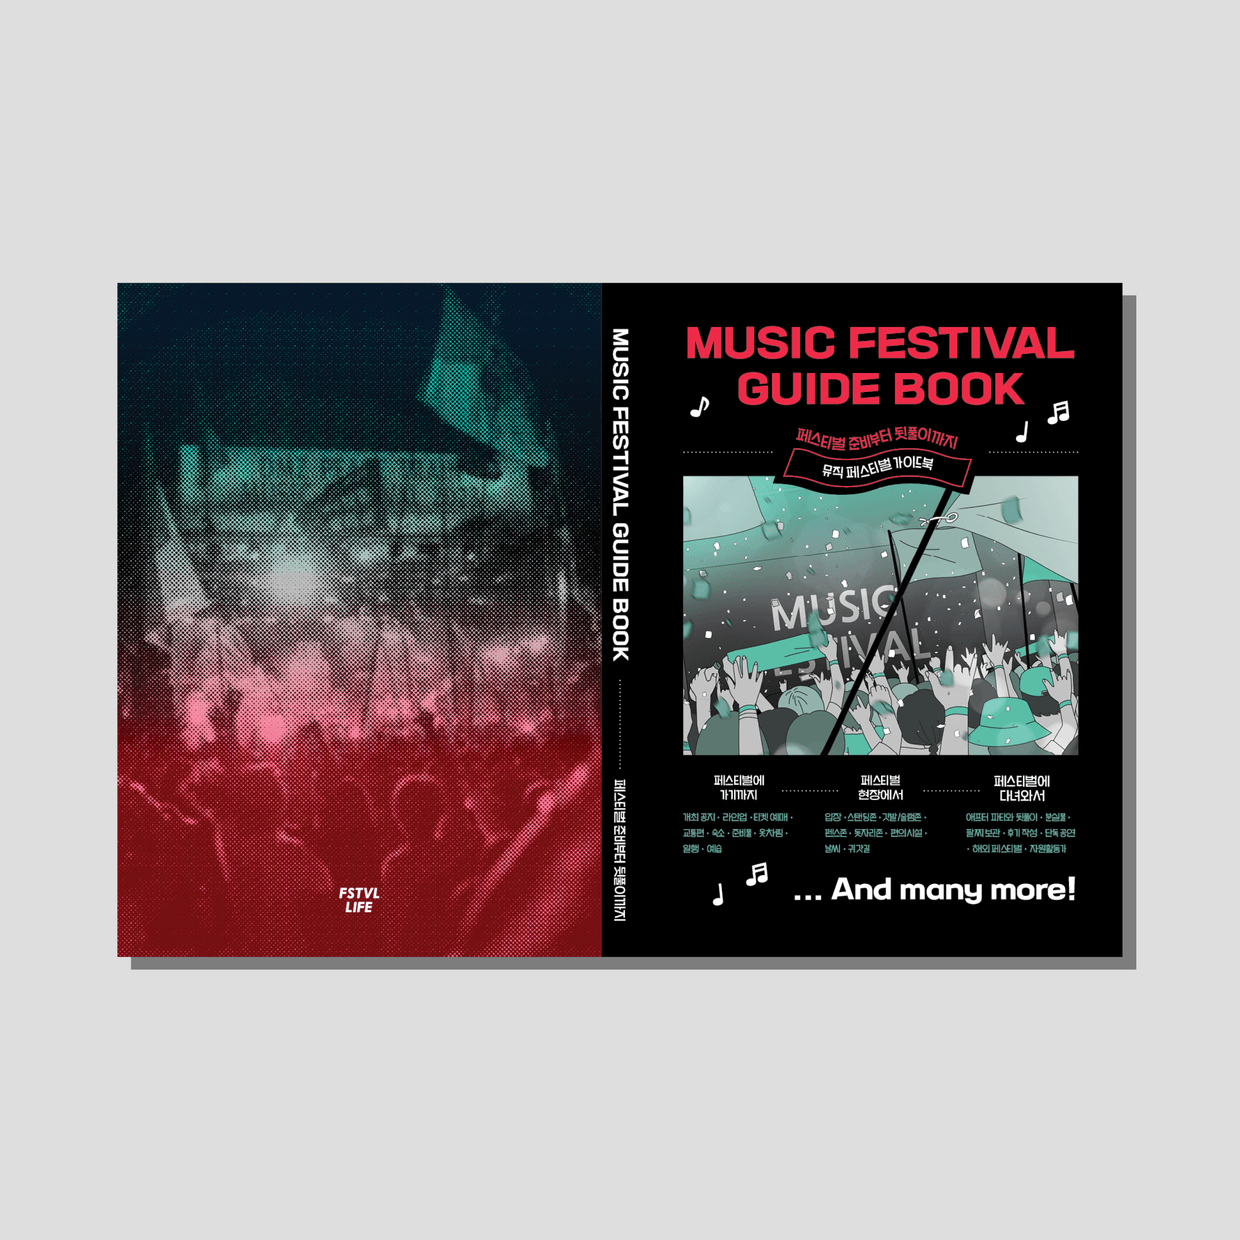 FSTVL
LIFE
MUSIC FESTIVAL GUIDE BOOK
페스티벌 준비부터 뒷풀이까지
MUSIC FESTIVAL
GUIDE BOOK
페스티벌 준비부터 뒷풀이까지
뮤직 페스티벌 가이드북
MUSIC
FESTIVAL
페스티벌에
가기까지
개최 공지 · 라인업 · 티켓 예매 ·
교통편 · 숙소 · 준비물 · 옷차림 ·
일행 · 예습
페스티벌
현장에서
입장 · 스탠딩존 · 깃발/슬램존 ·
펜스존 · 돗자리존 · 편의시설 ·
날씨 · 귀갓길
페스티벌에
다녀와서
애프터 파티와 뒷풀이 · 분실물 ·
팔찌 보관 · 후기 작성 · 단독 공연
· 해외 페스티벌 · 자원활동가
... And many more!